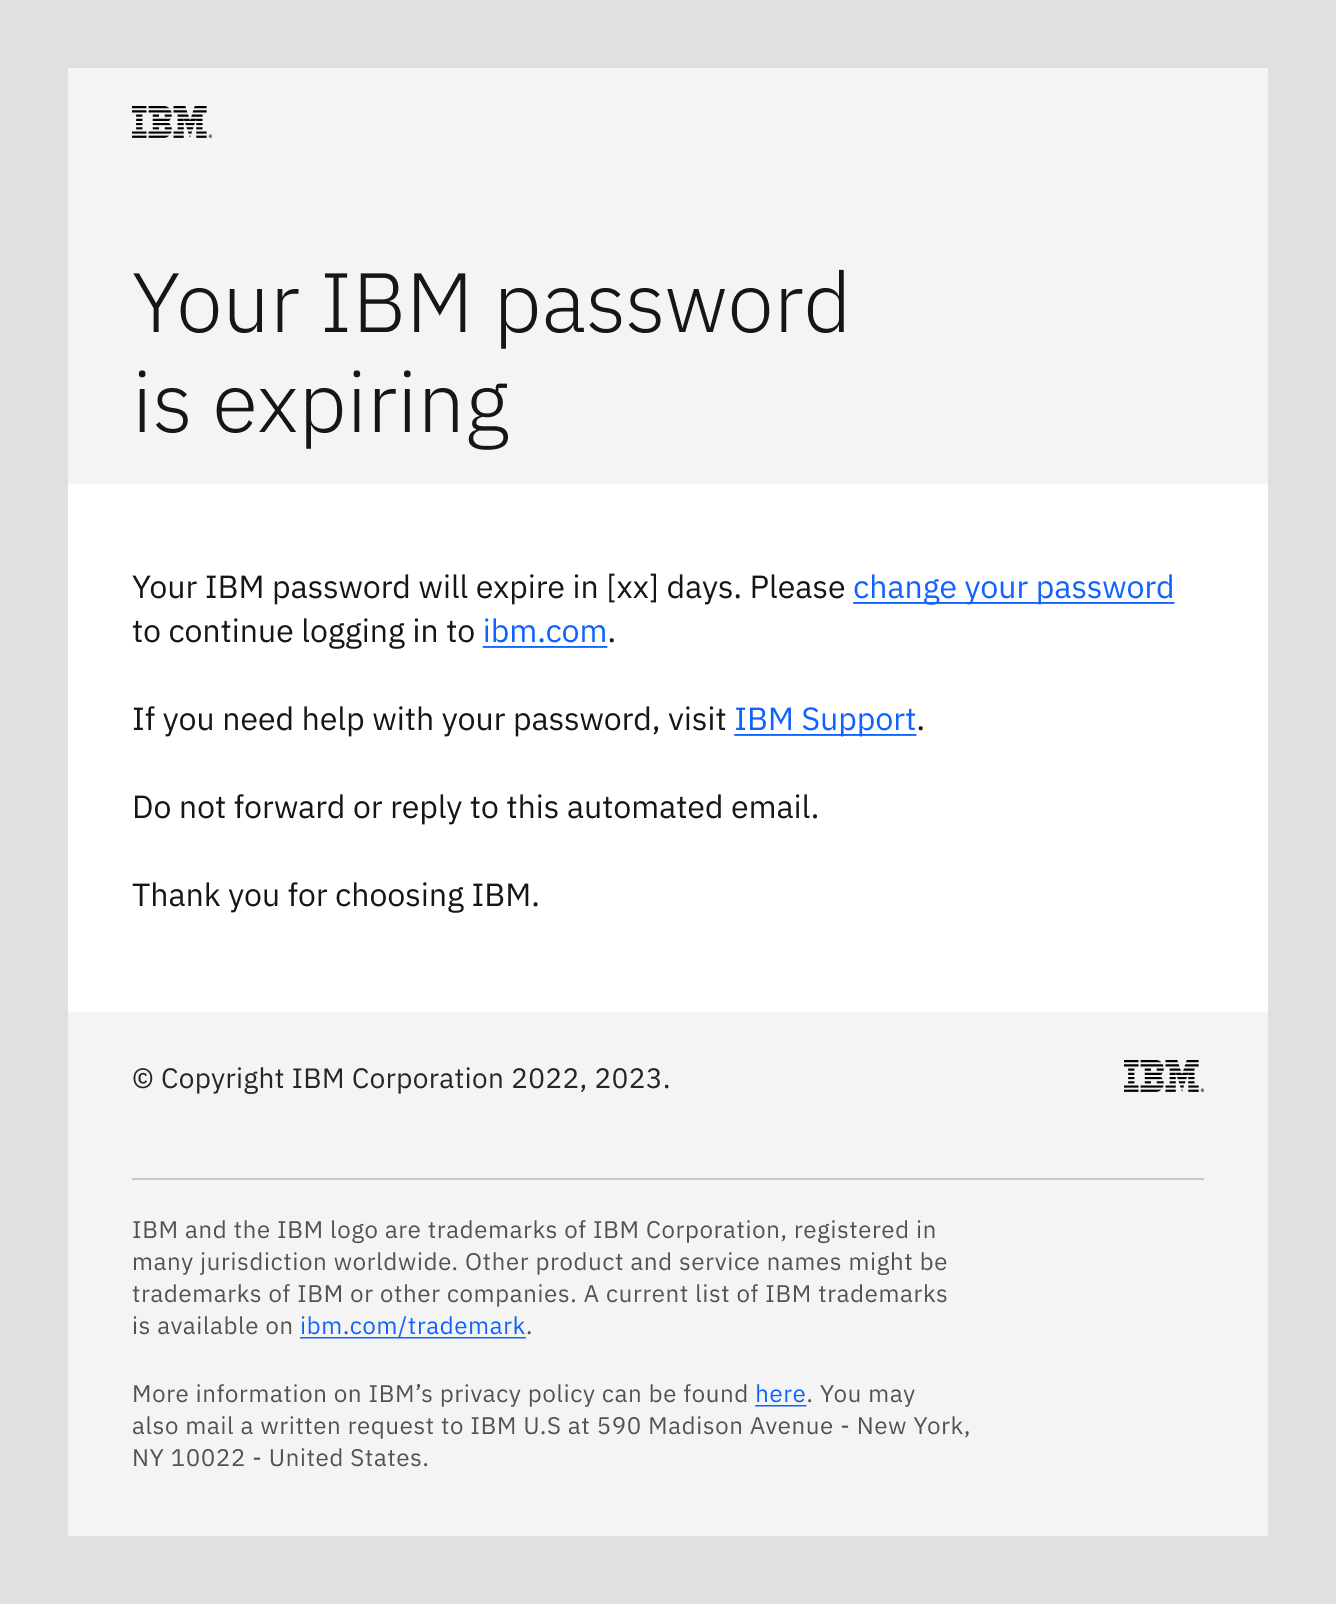 IBM
Your IBM password
is expiring
Your IBM password will expire in [xx] days. Please change your password
to continue logging in to ibm.com.
If you need help with your password, visit IBM Support.
Do not forward or reply to this automated email.
Thank you for choosing IBM.
© Copyright IBM Corporation 2022, 2023.
IBM
IBM and the IBM logo are trademarks of IBM Corporation, registered in
many jurisdiction worldwide. Other product and service names might be
trademarks of IBM or other companies. A current list of IBM trademarks
is available on ibm.com/trademark.
More information on IBM’s privacy policy can be found here. You may
also mail a written request to IBM U.S at 590 Madison Avenue - New York,
NY 10022 - United States.